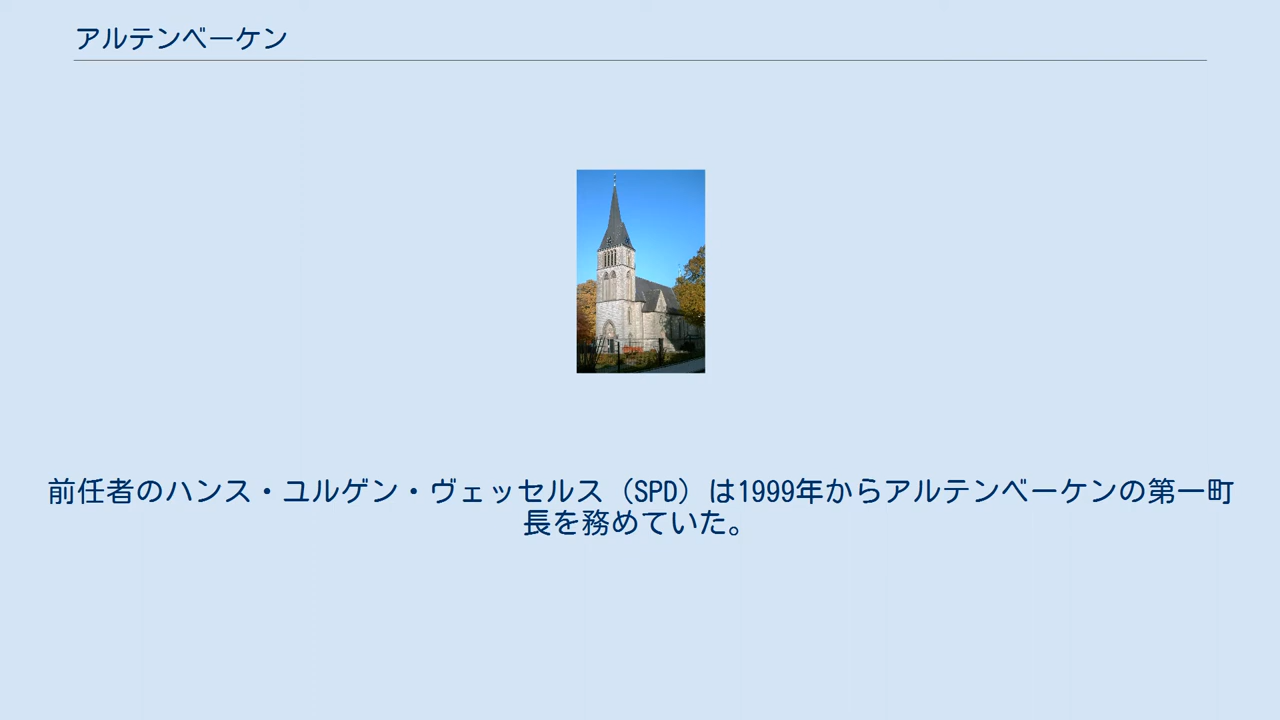 アルテンベーケン
前任者のハンス・ユルゲン・ヴェッセルス（SPD）は1999年からアルテンベーケンの第一町
長を務めていた。